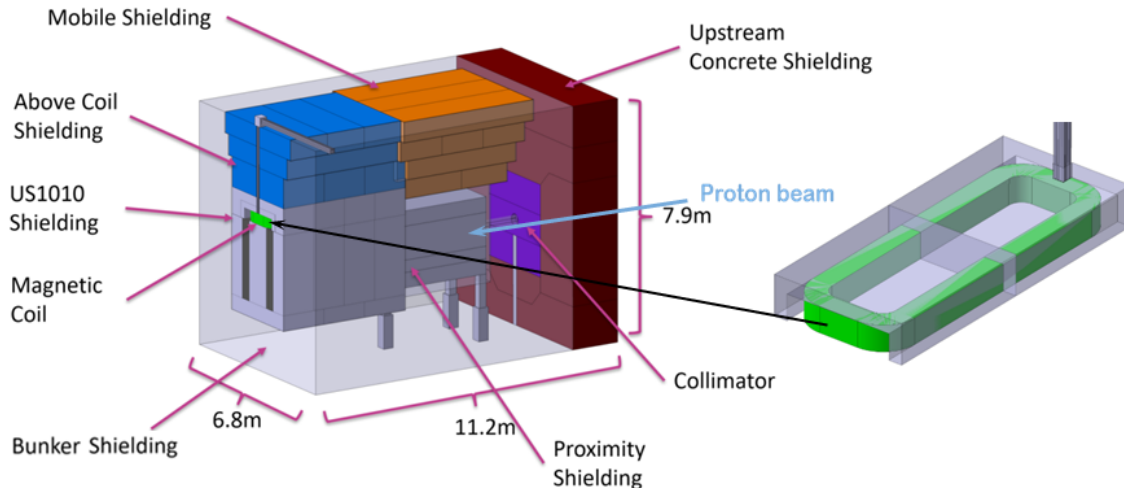 Mobile Shielding
Upstream
Concrete Shielding
Above Coil
Shielding
US1010
Shielding
Proton beam
7.9m
Magnetic
Coil
Collimator
6.8m
11.2m
Bunker Shielding
Proximity
Shielding